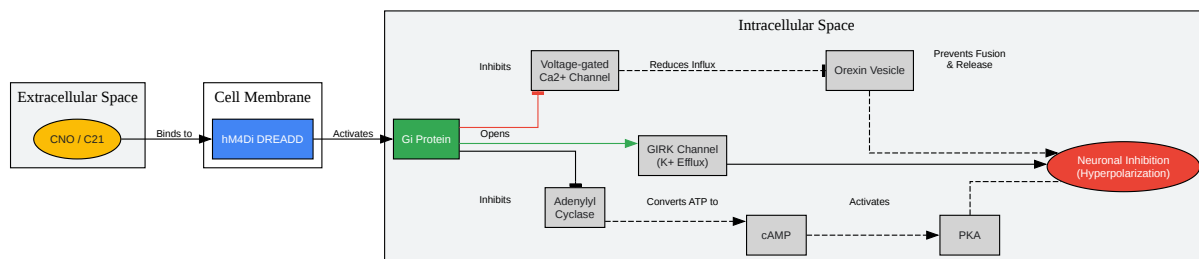 Intracellular Space
Extracellular Space
Cell Membrane
CNO / C21
Binds to
hM4Di DREADD
Activates
Gi Protein
Inhibits
Voltage-gated
Ca2+ Channel
Reduces Influx
Orexin Vesicle
Prevents Fusion
& Release
Opens
GIRK Channel
(K+ Efflux)
Neuronal Inhibition
(Hyperpolarization)
Inhibits
Adenylyl
Cyclase
Converts ATP to
cAMP
Activates
PKA